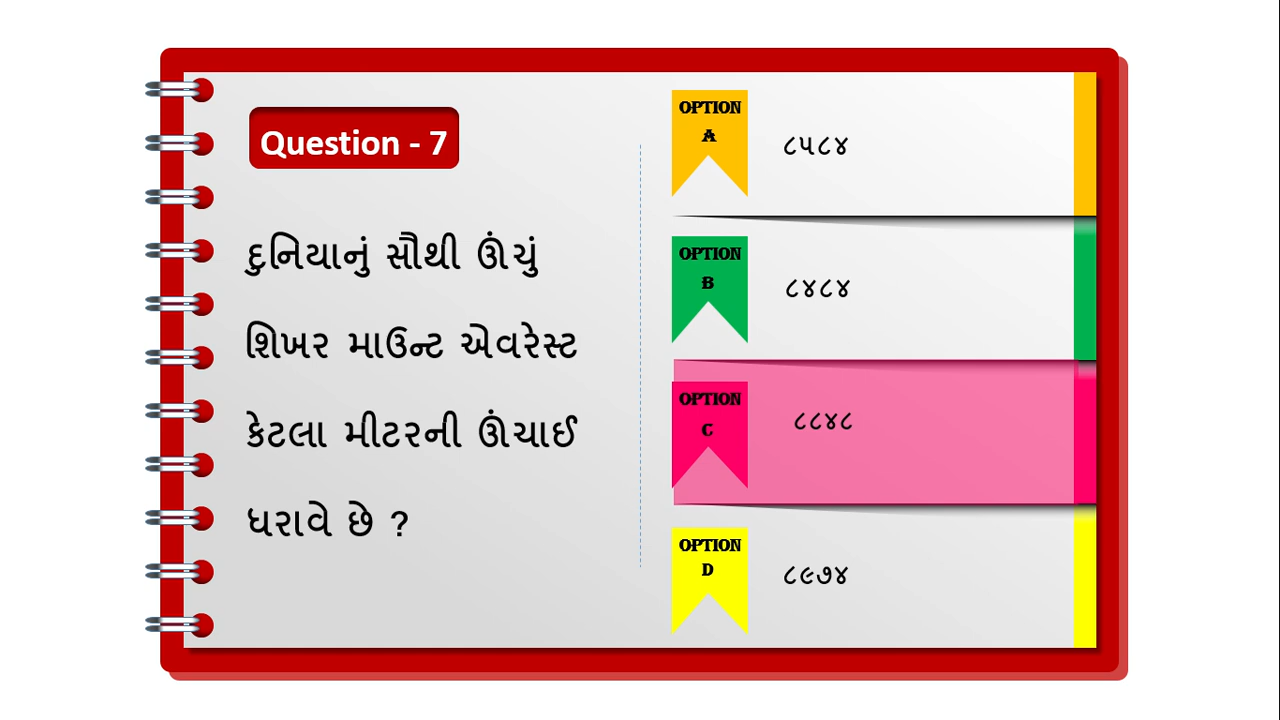 Question - 7
દુનિયાનું સૌથી ઊંચું
શિખર માઉન્ટ એવરેસ્ટ
કેટલા મીટરની ઊંચાઈ
ધરાવે છે ?
OPTION
A
૮૫૮૪
OPTION
B
૮૪૮૪
OPTION
C
૮૮૪૮
OPTION
D
૮૯૭૪